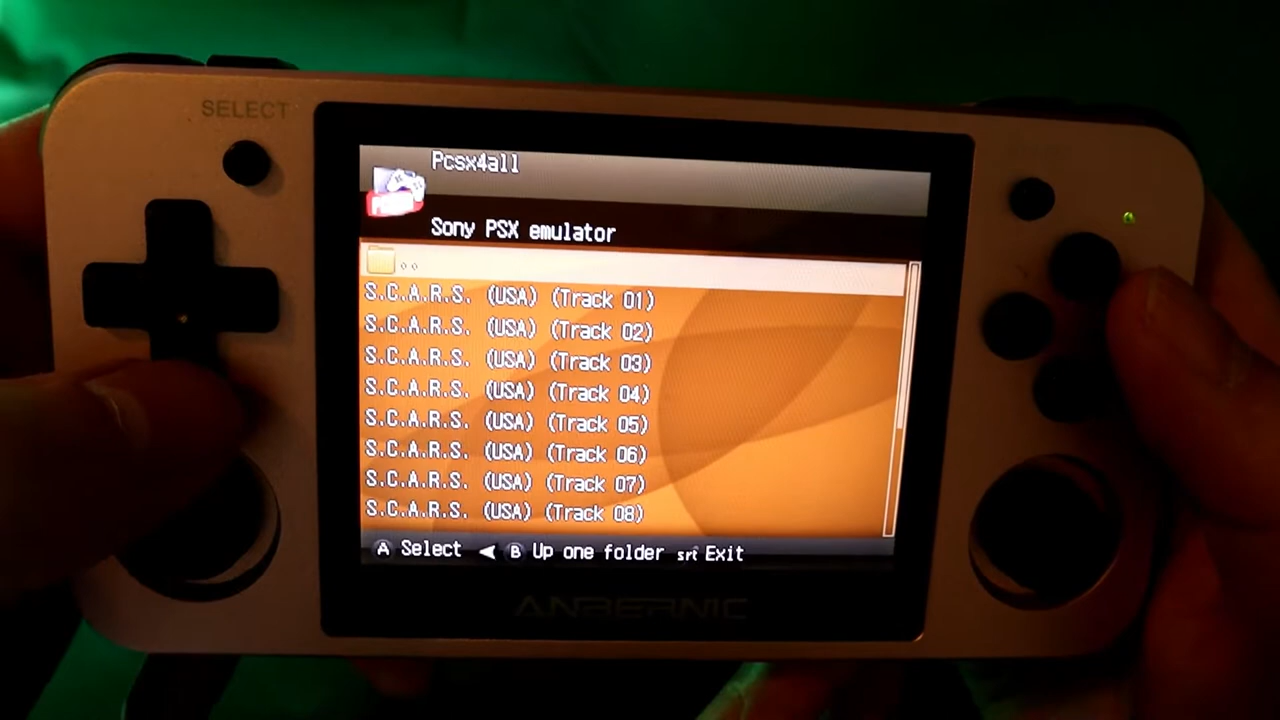 SELECT
Pcsx4all
Sony PSX emulator
..
S.C.A.R.S. (USA) (Track 01)
S.C.A.R.S. (USA) (Track 02)
S.C.A.R.S. (USA) (Track 03)
S.C.A.R.S. (USA) (Track 04)
S.C.A.R.S. (USA) (Track 05)
S.C.A.R.S. (USA) (Track 06)
S.C.A.R.S. (USA) (Track 07)
S.C.A.R.S. (USA) (Track 08)
A Select ◀ B Up one folder srt Exit
ANBERNIC